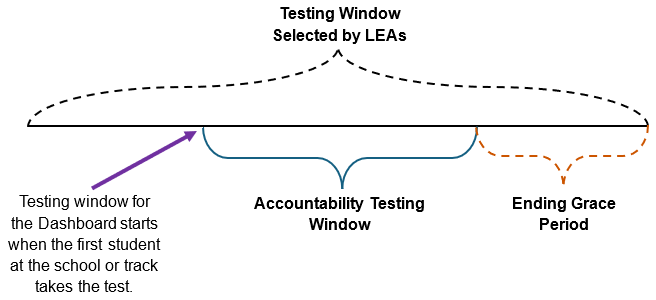 Testing Window
Selected by LEAs
Testing window for
the Dashboard starts
when the first student
at the school or track
takes the test.
Accountability Testing
Window
Ending Grace
Period